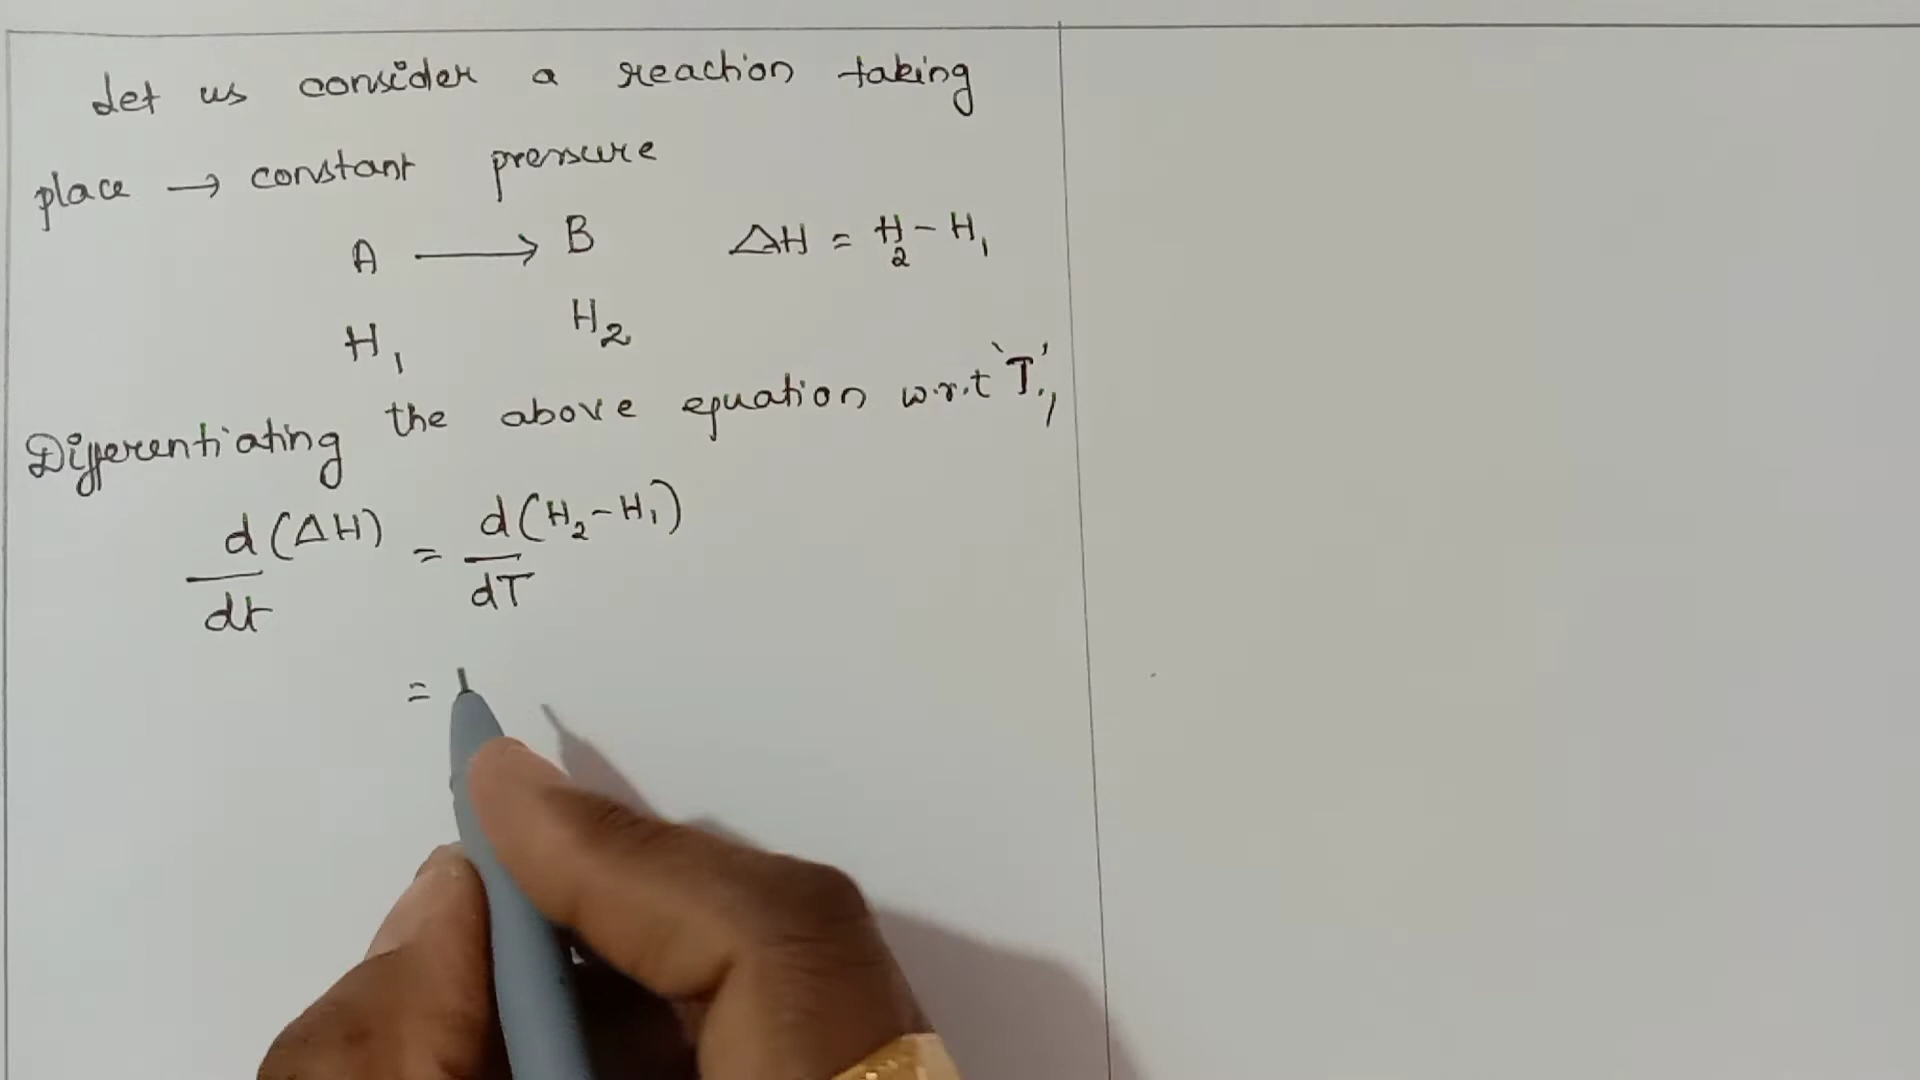 Let us consider a reaction taking
place → constant pressure
A ⟶ B ΔH = H₂ - H₁
H₁ H₂
Differentiating the above equation w.r.t 'T',
d(ΔH)/dt = d(H₂-H₁)/dT
=